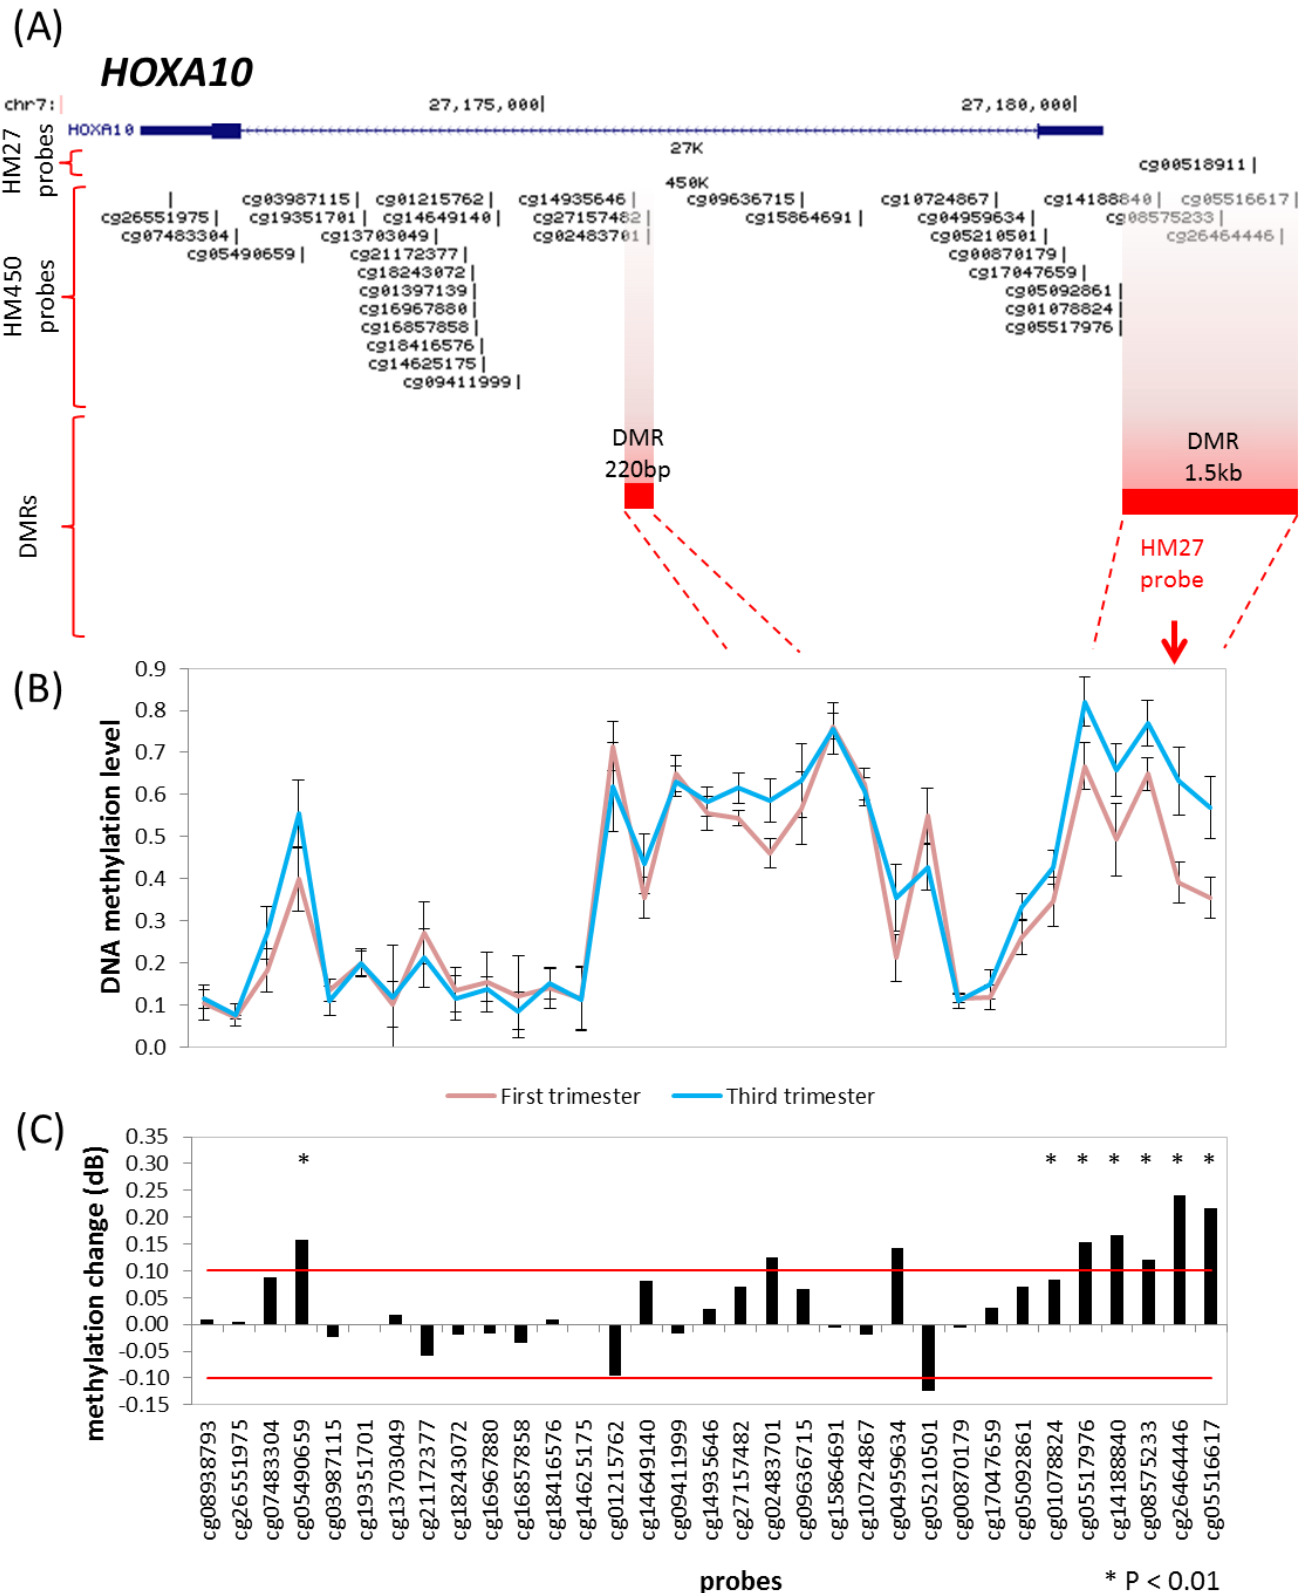 (A)
HOXA10
chr7:
27,175,000|
27,180,000|
HOXA10
HM27 probes
27K
cg00518911
450K
HM450 probes
cg03987115 cg01215762 cg14935646 cg09636715 cg10724867 cg14188840 cg05516617
cg26551975 cg19351701 cg14649140 cg27157482 cg15864691 cg04959634 cg08575233
cg07483304 cg13703049 cg02483701 cg05210501 cg26464446
cg05490659 cg21172377 cg00870179
cg18243072 cg17047659
cg01397139 cg05092861
cg16967880 cg01078824
cg16857858 cg05517976
cg18416576
cg14625175
cg09411999
DMRs
DMR
220bp
DMR
1.5kb
HM27
probe
(B)
DNA methylation level
0.9
0.8
0.7
0.6
0.5
0.4
0.3
0.2
0.1
0.0
First trimester
Third trimester
(C)
methylation change (dB)
0.35
0.30
0.25
0.20
0.15
0.10
0.05
0.00
-0.05
-0.10
-0.15
* * * * * * *
cg08938793
cg26551975
cg07483304
cg05490659
cg03987115
cg19351701
cg13703049
cg21172377
cg18243072
cg16967880
cg16857858
cg18416576
cg14625175
cg01215762
cg14649140
cg09411999
cg14935646
cg27157482
cg02483701
cg09636715
cg15864691
cg10724867
cg04959634
cg05210501
cg00870179
cg17047659
cg05092861
cg01078824
cg05517976
cg14188840
cg08575233
cg26464446
cg05516617
probes
* P < 0.01